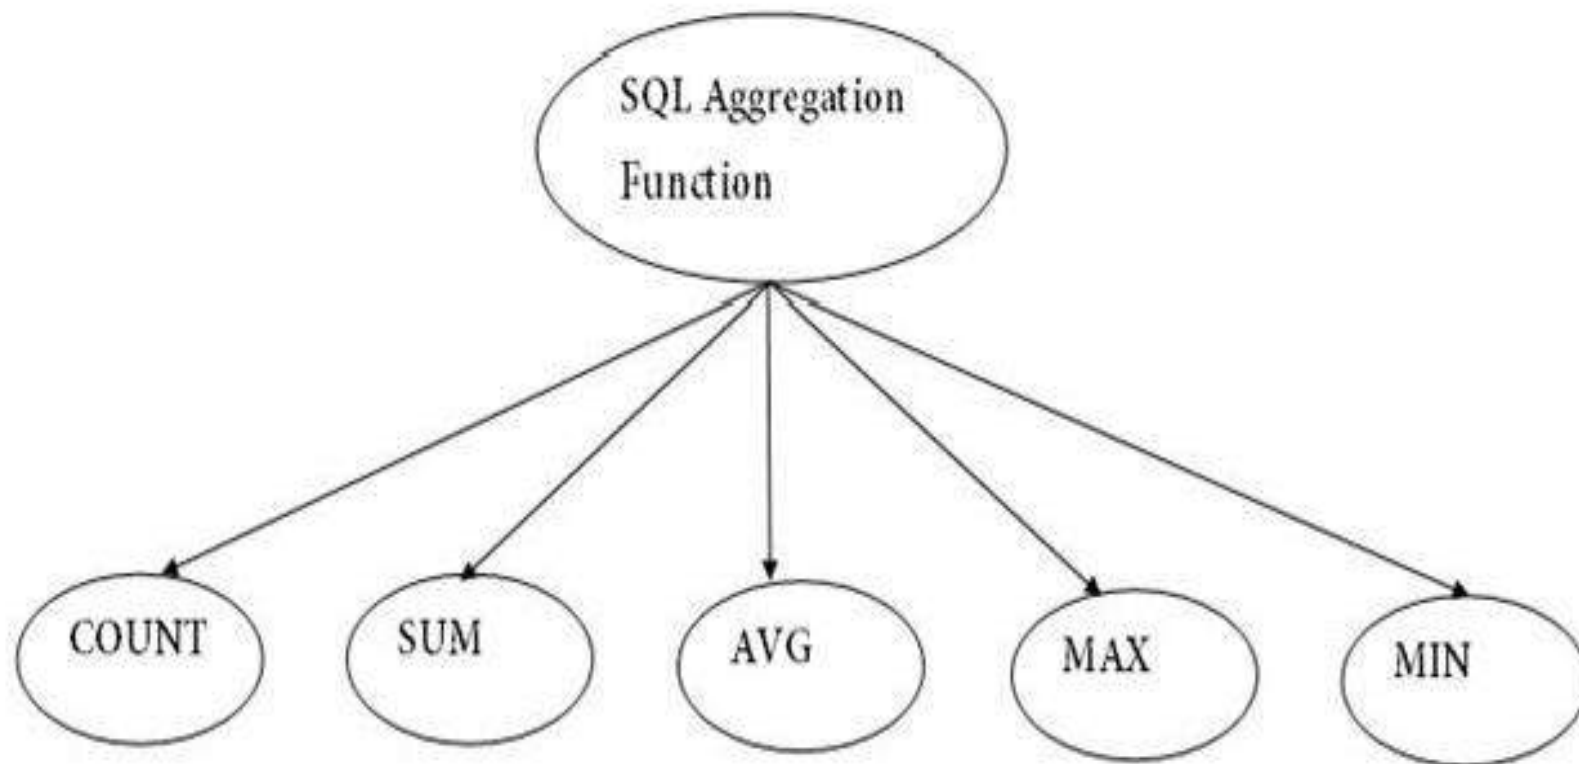 SQL Aggregation
Function
COUNT
SUM
AVG
MAX
MIN